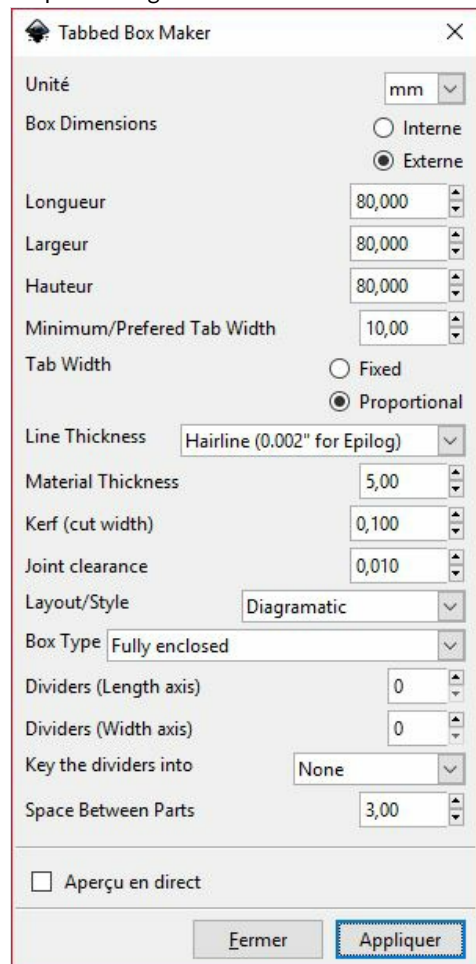 Tabbed Box Maker
Unité mm
Box Dimensions Interne
Externe
Longueur 80,000
Largeur 80,000
Hauteur 80,000
Minimum/Prefered Tab Width 10,00
Tab Width Fixed
Proportional
Line Thickness Hairline (0.002" for Epilog)
Material Thickness 5,00
Kerf (cut width) 0,100
Joint clearance 0,010
Layout/Style Diagramatic
Box Type Fully enclosed
Dividers (Length axis) 0
Dividers (Width axis) 0
Key the dividers into None
Space Between Parts 3,00
Aperçu en direct
Fermer Appliquer